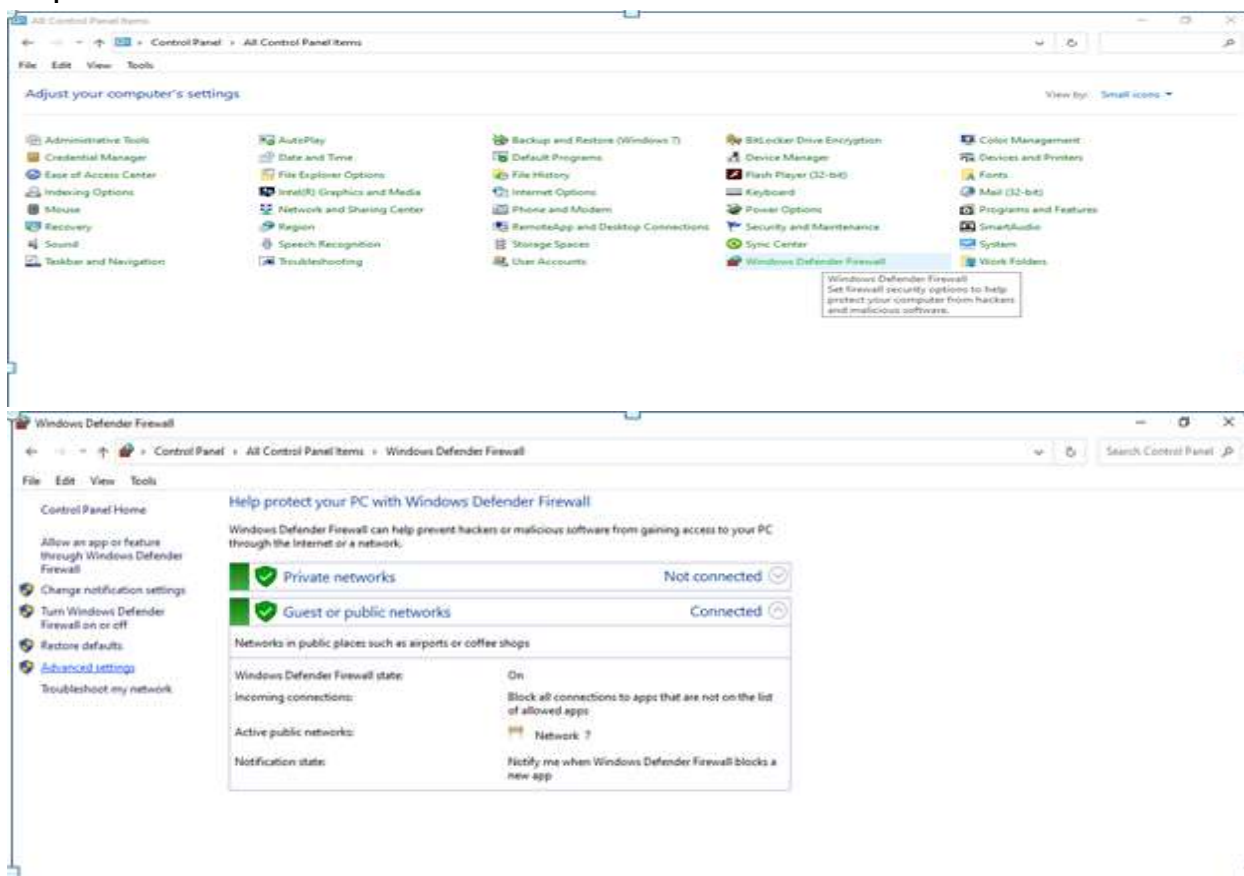 All Control Panel Items
Control Panel > All Control Panel Items
File Edit View Tools
Adjust your computer's settings
View by: Small icons
Administrative Tools
AutoPlay
Backup and Restore (Windows 7)
BitLocker Drive Encryption
Color Management
Credential Manager
Date and Time
Default Programs
Device Manager
Devices and Printers
Ease of Access Center
File Explorer Options
File History
Flash Player (32-bit)
Fonts
Indexing Options
Intel(R) Graphics and Media
Internet Options
Keyboard
Mail (32-bit)
Mouse
Network and Sharing Center
Phone and Modem
Power Options
Programs and Features
Recovery
Region
RemoteApp and Desktop Connections
Security and Maintenance
SmartAudio
Sound
Speech Recognition
Storage Spaces
Sync Center
System
Taskbar and Navigation
Troubleshooting
User Accounts
Windows Defender Firewall
Work Folders
Windows Defender Firewall
Set firewall security options to help
protect your computer from hackers
and malicious software.
Windows Defender Firewall
Control Panel > All Control Panel Items > Windows Defender Firewall
Search Control Panel
File Edit View Tools
Control Panel Home
Allow an app or feature
through Windows Defender
Firewall
Change notification settings
Turn Windows Defender
Firewall on or off
Restore defaults
Advanced settings
Troubleshoot my network
Help protect your PC with Windows Defender Firewall
Windows Defender Firewall can help prevent hackers or malicious software from gaining access to your PC
through the Internet or a network.
Private networks Not connected
Guest or public networks Connected
Networks in public places such as airports or coffee shops
Windows Defender Firewall state: On
Incoming connections: Block all connections to apps that are not on the list
of allowed apps
Active public networks: Network 7
Notification state: Notify me when Windows Defender Firewall blocks a
new app